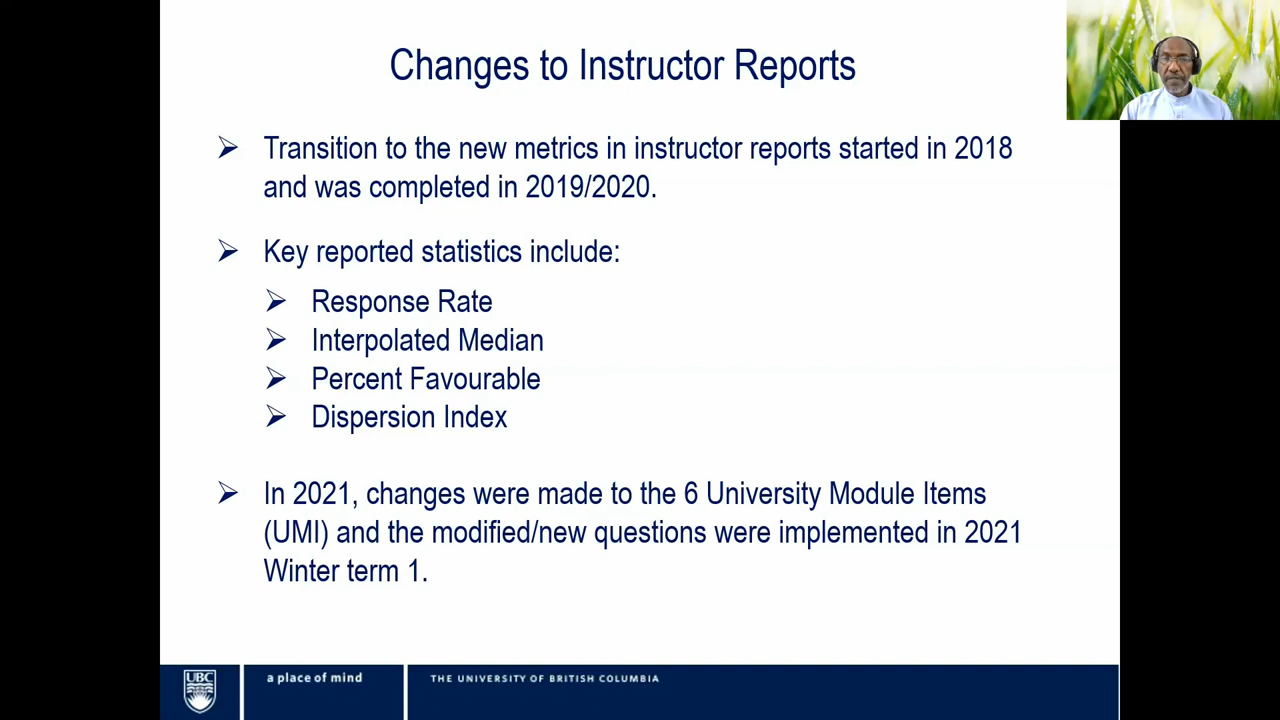 Changes to Instructor Reports
Transition to the new metrics in instructor reports started in 2018
and was completed in 2019/2020.
Key reported statistics include:
Response Rate
Interpolated Median
Percent Favourable
Dispersion Index
In 2021, changes were made to the 6 University Module Items
(UMI) and the modified/new questions were implemented in 2021
Winter term 1.
UBC
a place of mind
THE UNIVERSITY OF BRITISH COLUMBIA